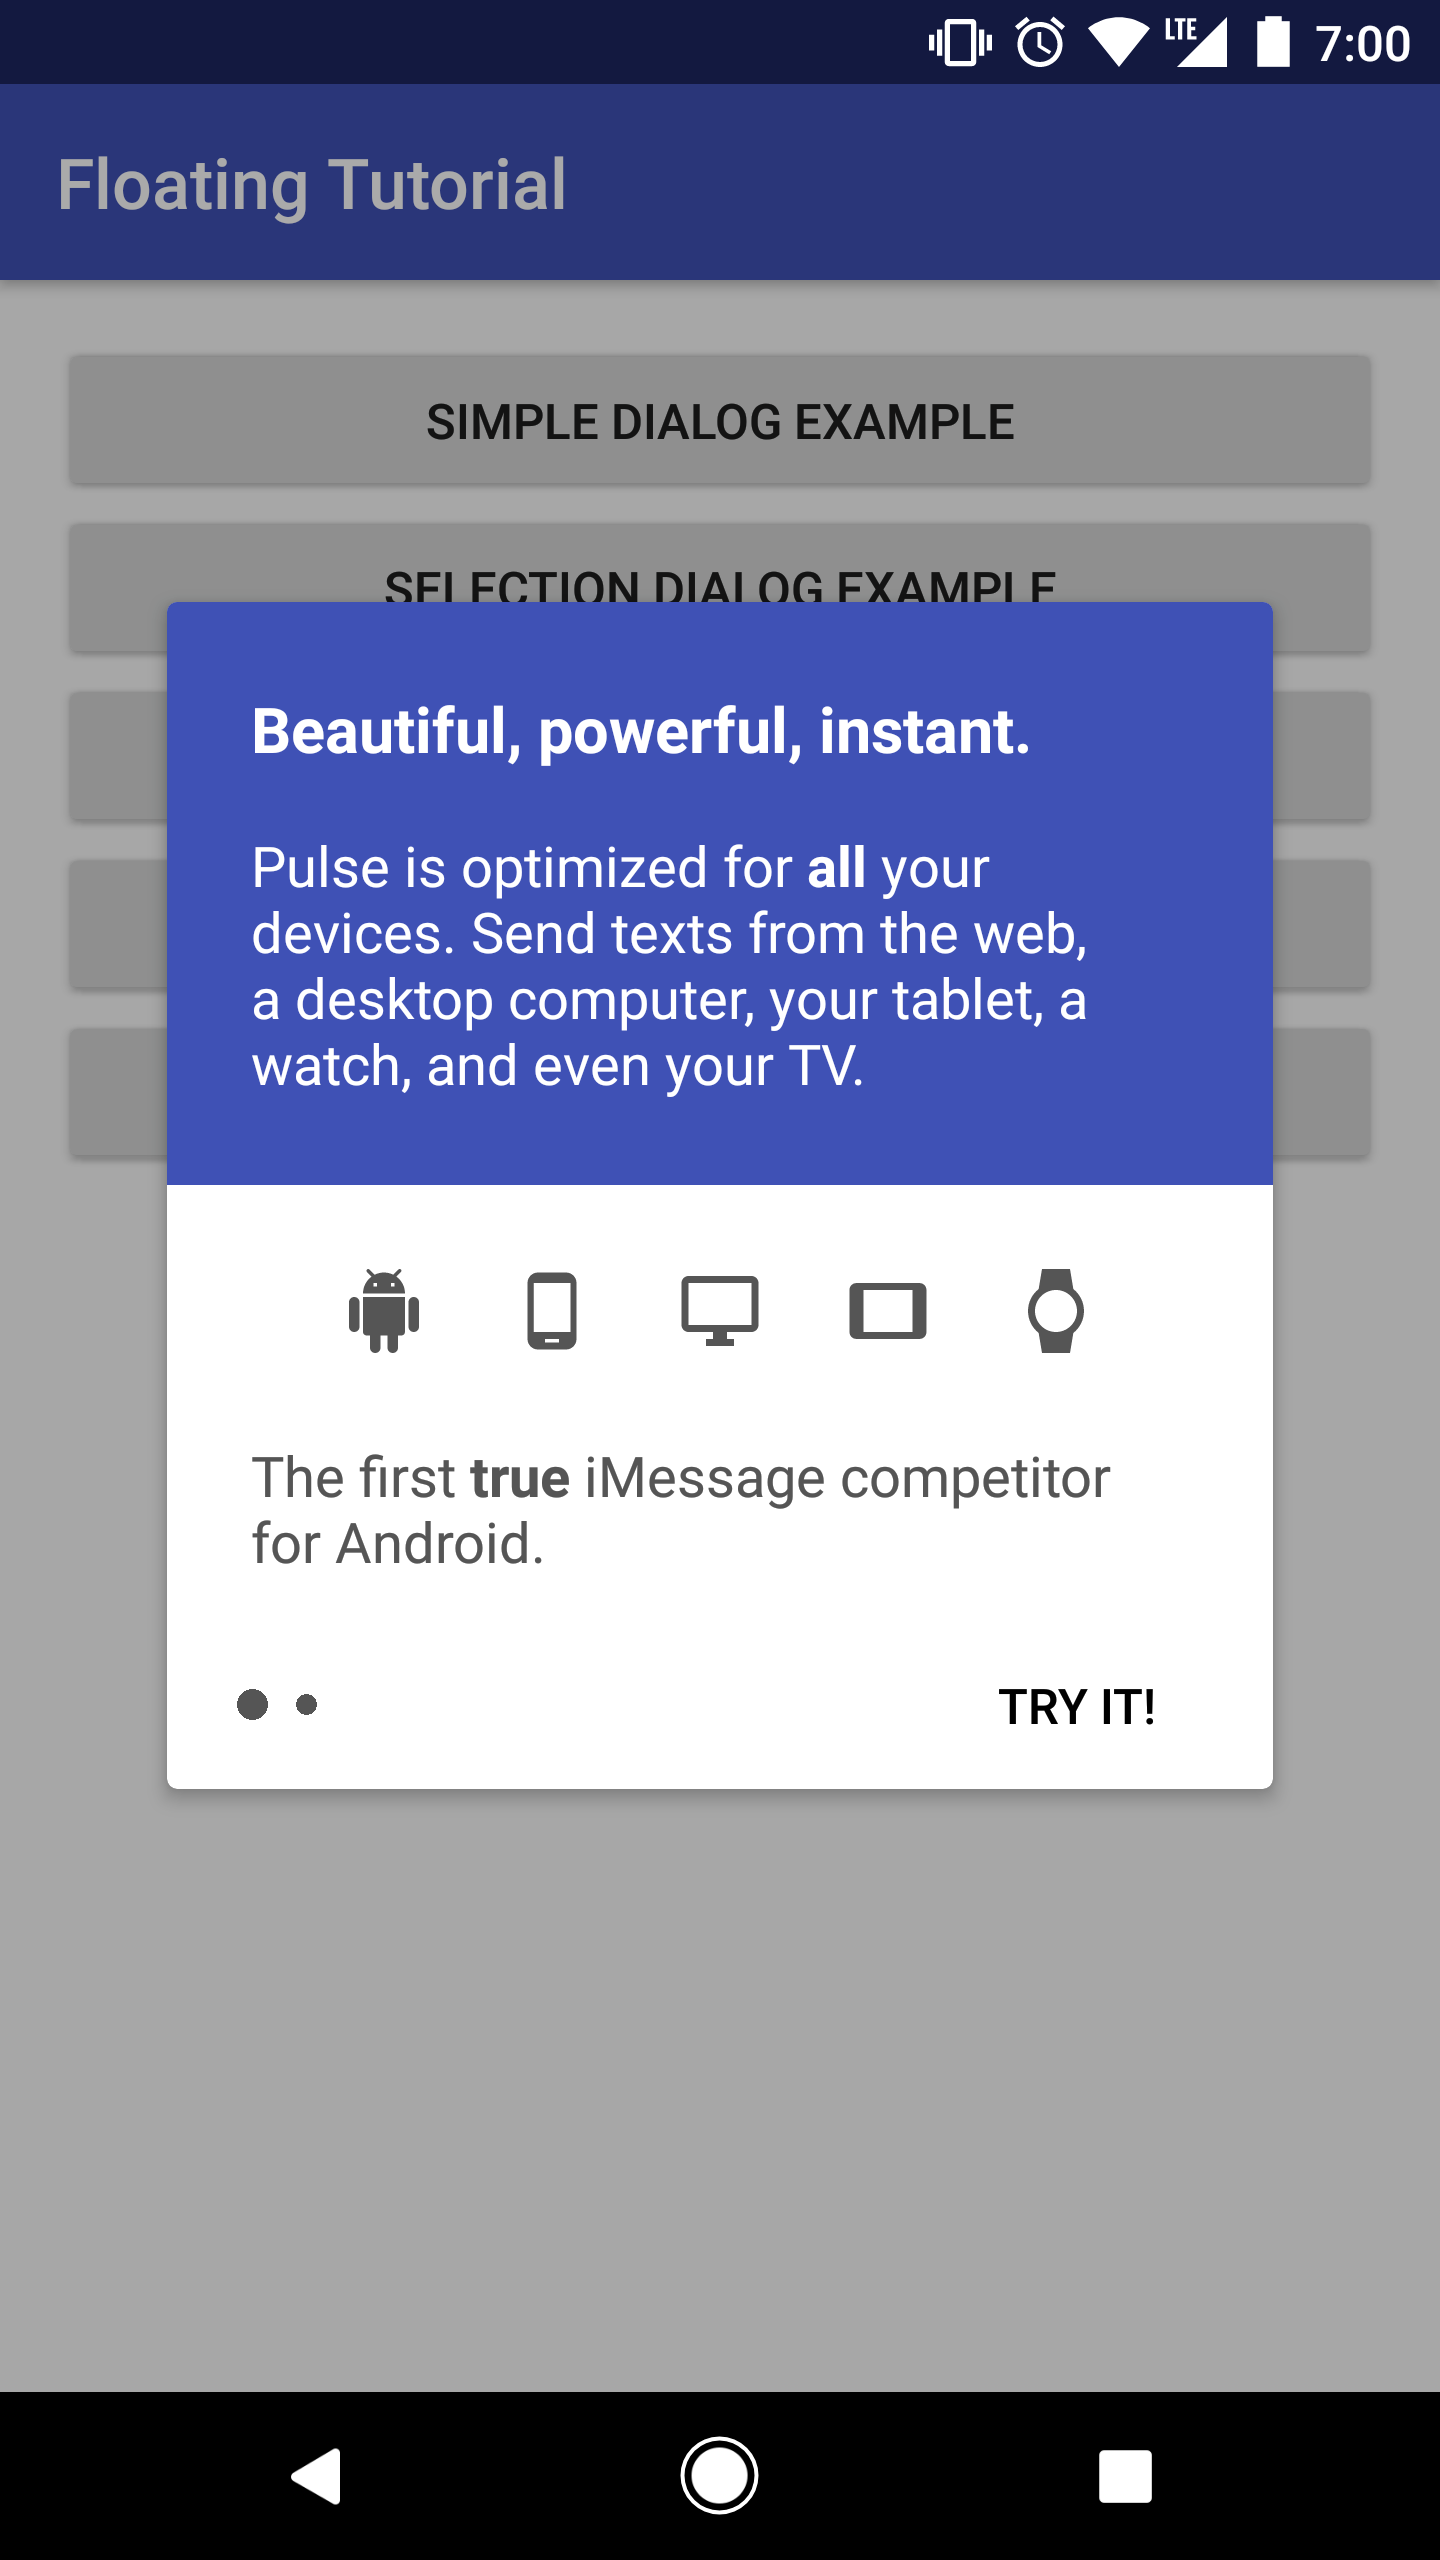 LTE 7:00
Floating Tutorial
SIMPLE DIALOG EXAMPLE
SELECTION DIALOG EXAMPLE
Beautiful, powerful, instant.
Pulse is optimized for all your
devices. Send texts from the web,
a desktop computer, your tablet, a
watch, and even your TV.
The first true iMessage competitor
for Android.
TRY IT!